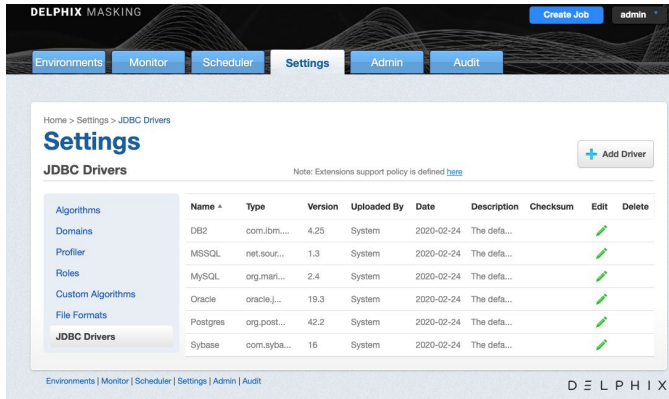 DELPHIX MASKING
Create Job
admin
Environments Monitor Scheduler Settings Admin Audit
Home > Settings > JDBC Drivers
Settings
Add Driver
JDBC Drivers
Note: Extensions support policy is defined here
Algorithms
Domains
Profiler
Roles
Custom Algorithms
File Formats
JDBC Drivers
Name Type Version Uploaded By Date Description Checksum Edit Delete
DB2 com.ibm.... 4.25 System 2020-02-24 The defa...
MSSQL net.sour... 1.3 System 2020-02-24 The defa...
MySQL org.mari... 2.4 System 2020-02-24 The defa...
Oracle oracle.j... 19.3 System 2020-02-24 The defa...
Postgres org.post... 42.2 System 2020-02-24 The defa...
Sybase com.syba... 16 System 2020-02-24 The defa...
Environments | Monitor | Scheduler | Settings | Admin | Audit
DELPHIX